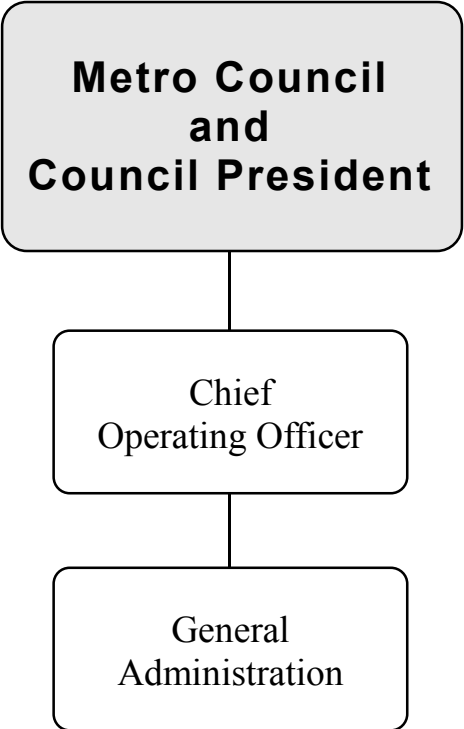 Metro Council
and
Council President
Chief
Operating Officer
General
Administration